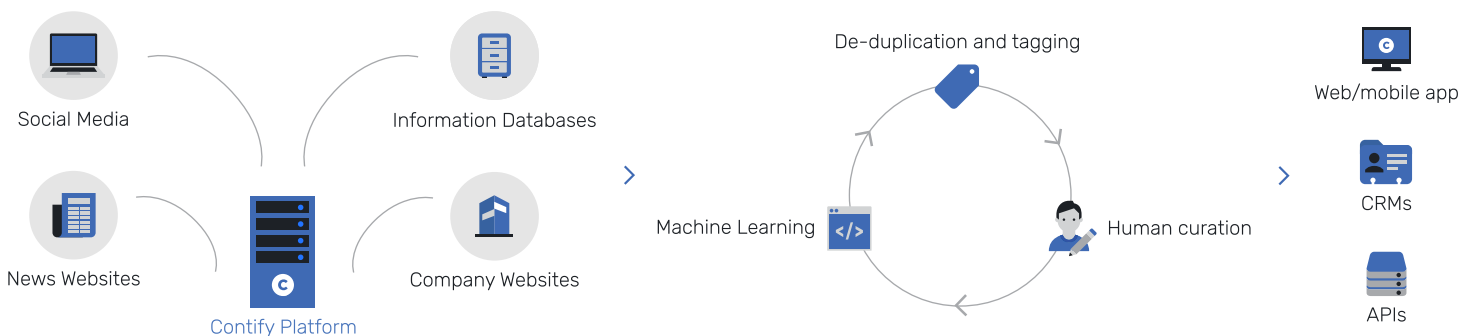 Social Media
Information Databases
News Websites
Company Websites
C
Contify Platform
De-duplication and tagging
Machine Learning
</>
Human curation
C
Web/mobile app
CRMs
APIs